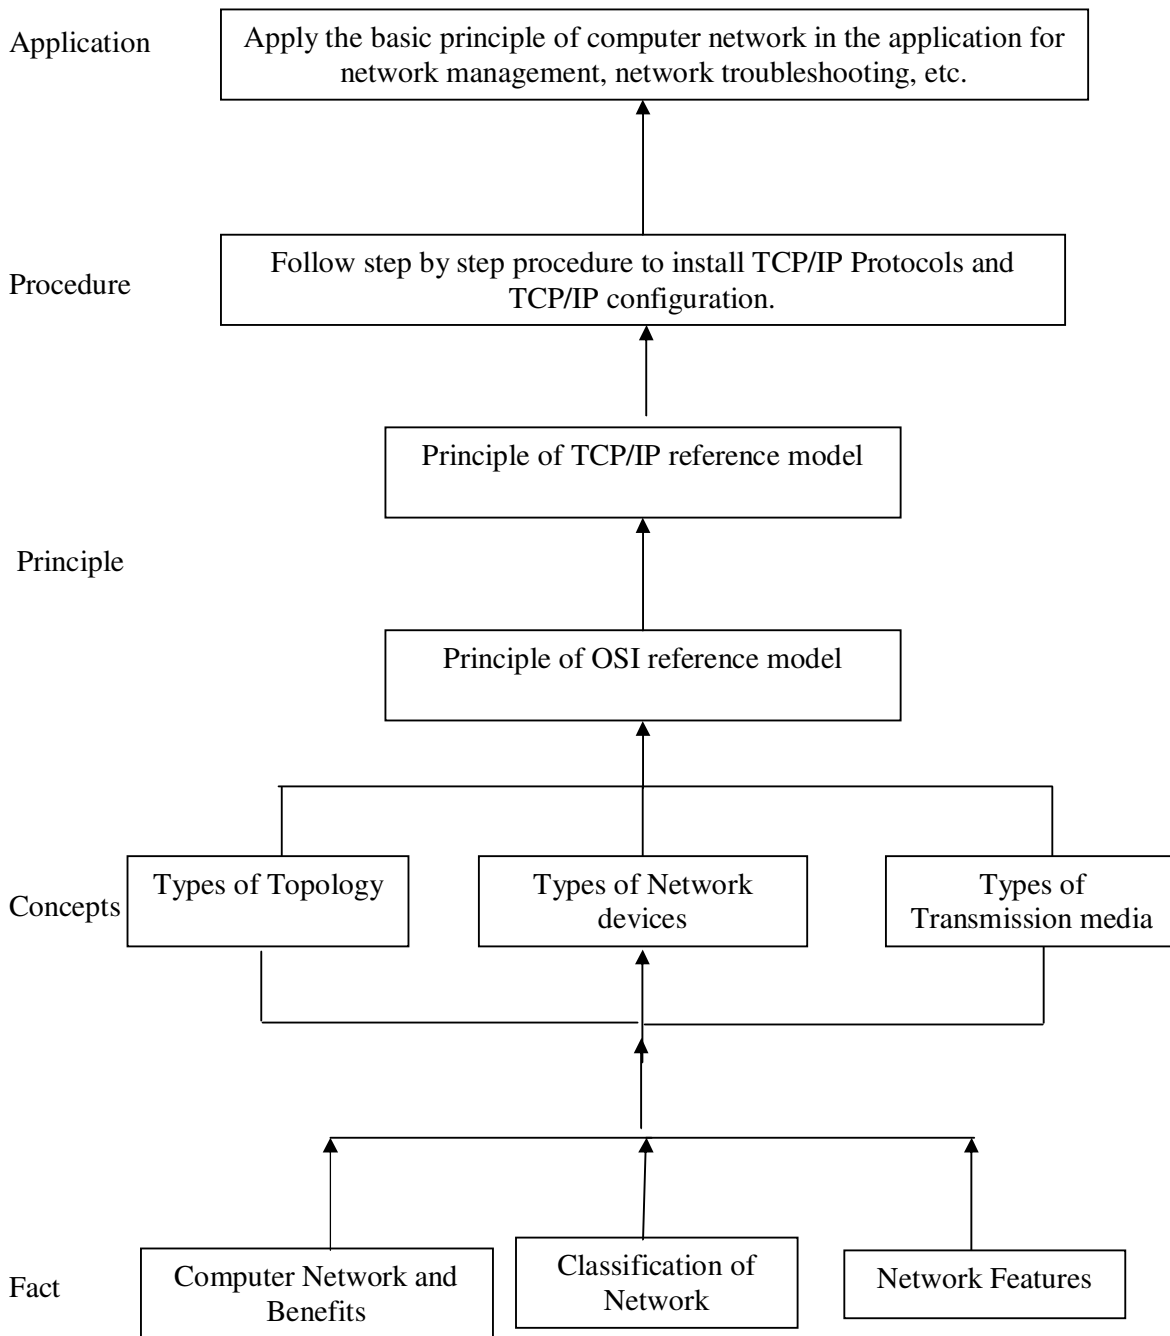 Application
Apply the basic principle of computer network in the application for
network management, network troubleshooting, etc.
Procedure
Follow step by step procedure to install TCP/IP Protocols and
TCP/IP configuration.
Principle of TCP/IP reference model
Principle
Principle of OSI reference model
Concepts
Types of Topology
Types of Network
devices
Types of
Transmission media
Fact
Computer Network and
Benefits
Classification of
Network
Network Features